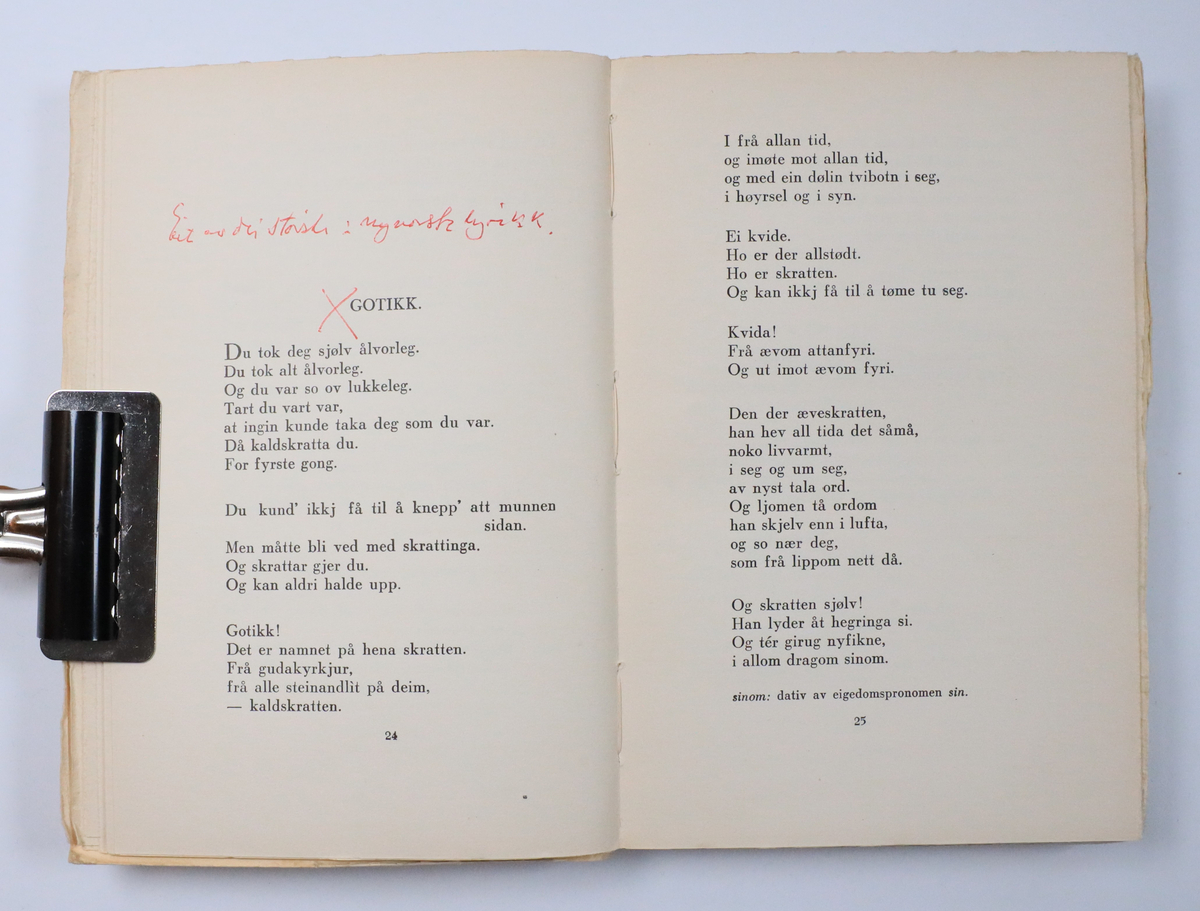 Eit av dei største i nynorsk lyrikk.
GOTIKK.
Du tok deg sjølv ålvorleg.
Du tok alt ålvorleg.
Og du var so ov lukkeleg.
Tart du vart var,
at ingin kunde taka deg som du var.
Då kaldskratta du.
For fyrste gong.
Du kund' ikkj få til å knepp' att munnen
sidan.
Men måtte bli ved med skrattinga.
Og skrattar gjer du.
Og kan aldri halde upp.
Gotikk!
Det er namnet på hena skratten.
Frå gudakyrkjur,
frå alle steinandlìt på deim,
— kaldskratten.
24
I frå allan tid,
og imøte mot allan tid,
og med ein dølin tvibotn i seg,
i høyrsel og i syn.
Ei kvide.
Ho er der allstødt.
Ho er skratten.
Og kan ikkj få til å tøme tu seg.
Kvida!
Frå ævom attanfyri.
Og ut imot ævom fyri.
Den der æveskratten,
han hev all tida det såmå,
noko livvarmt,
i seg og um seg,
av nyst tala ord.
Og ljomen tå ordom
han skjelv enn i lufta,
og so nær deg,
som frå lippom nett då.
Og skratten sjølv!
Han lyder åt hegringa si.
Og tér girug nyfikne,
i allom dragom sinom.
sinom: dativ av eigedomspronomen sin.
25